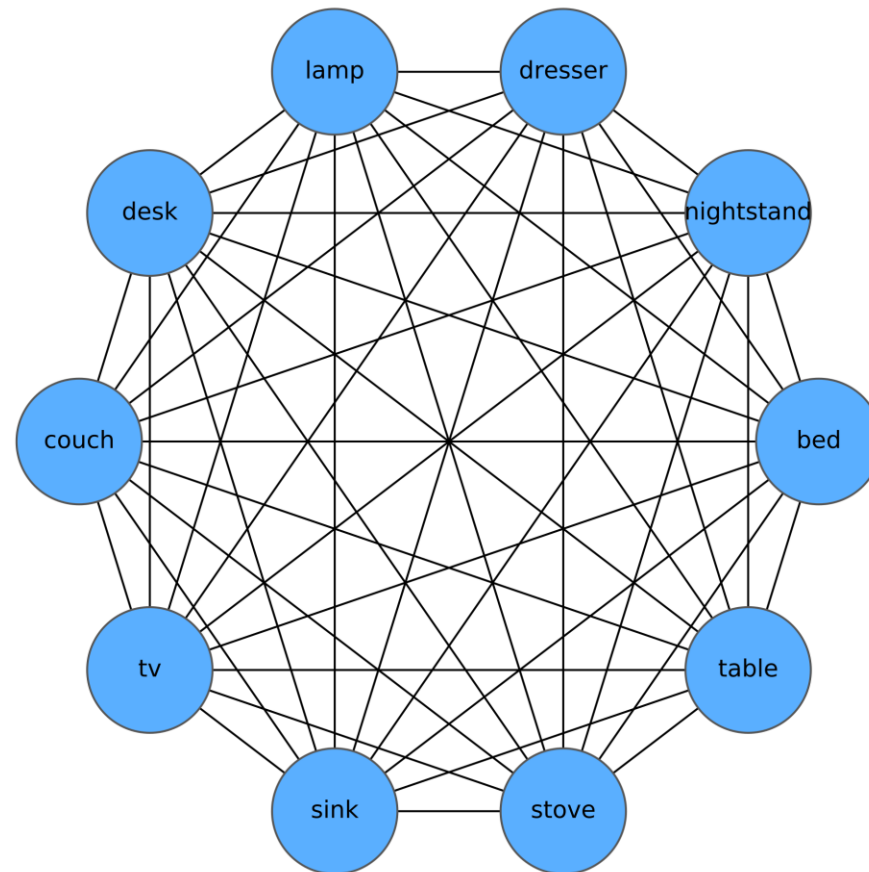 lamp
dresser
desk
nightstand
couch
bed
tv
table
sink
stove